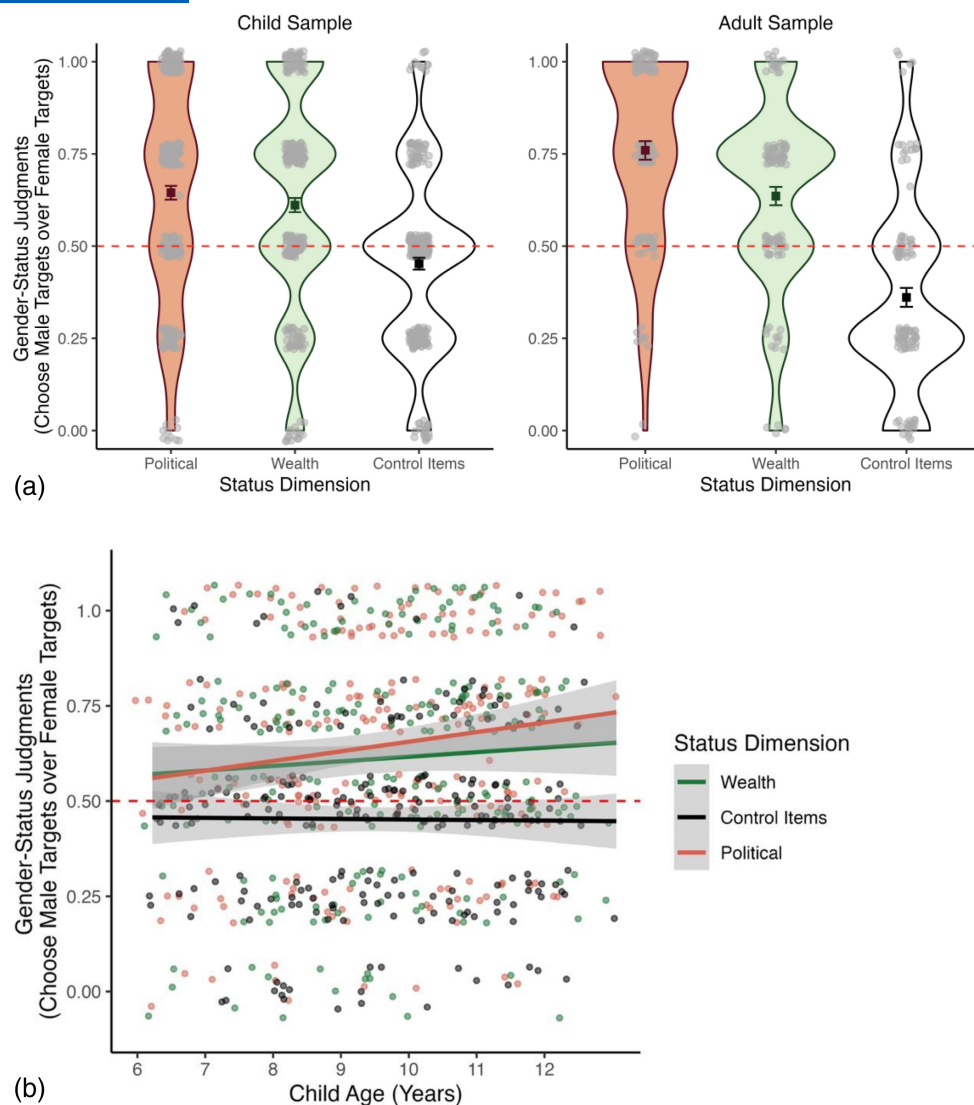 Child Sample
Adult Sample
Gender-Status Judgments
(Choose Male Targets over Female Targets)
1.00
0.75
0.50
0.25
0.00
1.00
0.75
0.50
0.25
0.00
Political
Wealth
Control Items
Political
Wealth
Control Items
Status Dimension
Status Dimension
(a)
Gender-Status Judgments
(Choose Male Targets over Female Targets)
1.0
0.75
0.50
0.25
0.00
6
7
8
9
10
11
12
Child Age (Years)
Status Dimension
Wealth
Control Items
Political
(b)